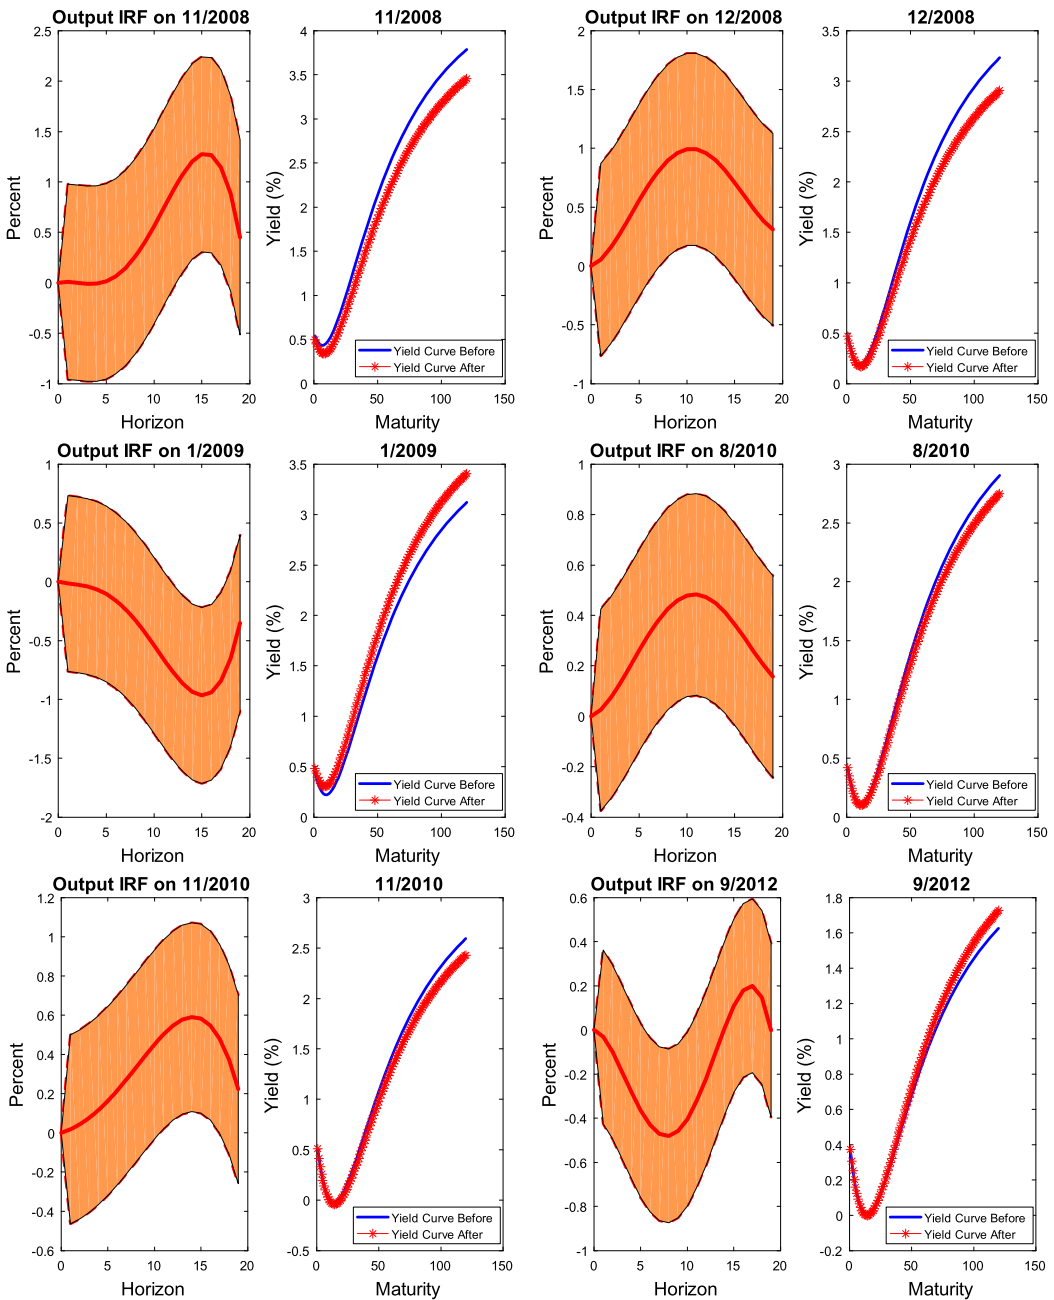 Output IRF on 11/2008
2.5
2
1.5
1
0.5
0
-0.5
-1
0 5 10 15 20
Percent
Horizon
11/2008
4
3.5
3
2.5
2
1.5
1
0.5
0
0 50 100 150
Yield (%)
Maturity
Yield Curve Before
Yield Curve After
Output IRF on 12/2008
2
1.5
1
0.5
0
-0.5
-1
0 5 10 15 20
Percent
Horizon
12/2008
4
3.5
3
2.5
2
1.5
1
0.5
0
0 50 100 150
Yield (%)
Maturity
Yield Curve Before
Yield Curve After
Output IRF on 1/2009
1
0.5
0
-0.5
-1
-1.5
-2
0 5 10 15 20
Percent
Horizon
1/2009
3.5
3
2.5
2
1.5
1
0.5
0
0 50 100 150
Yield (%)
Maturity
Yield Curve Before
Yield Curve After
Output IRF on 8/2010
1
0.8
0.6
0.4
0.2
0
-0.2
-0.4
0 5 10 15 20
Percent
Horizon
8/2010
3
2.5
2
1.5
1
0.5
0
0 50 100 150
Yield (%)
Maturity
Yield Curve Before
Yield Curve After
Output IRF on 11/2010
1.2
1
0.8
0.6
0.4
0.2
0
-0.2
-0.4
-0.6
0 5 10 15 20
Percent
Horizon
11/2010
3
2.5
2
1.5
1
0.5
0
-0.5
0 50 100 150
Yield (%)
Maturity
Yield Curve Before
Yield Curve After
Output IRF on 9/2012
0.6
0.4
0.2
0
-0.2
-0.4
-0.6
-0.8
-1
0 5 10 15 20
Percent
Horizon
9/2012
1.8
1.6
1.4
1.2
1
0.8
0.6
0.4
0.2
0
-0.2
0 50 100 150
Yield (%)
Maturity
Yield Curve Before
Yield Curve After